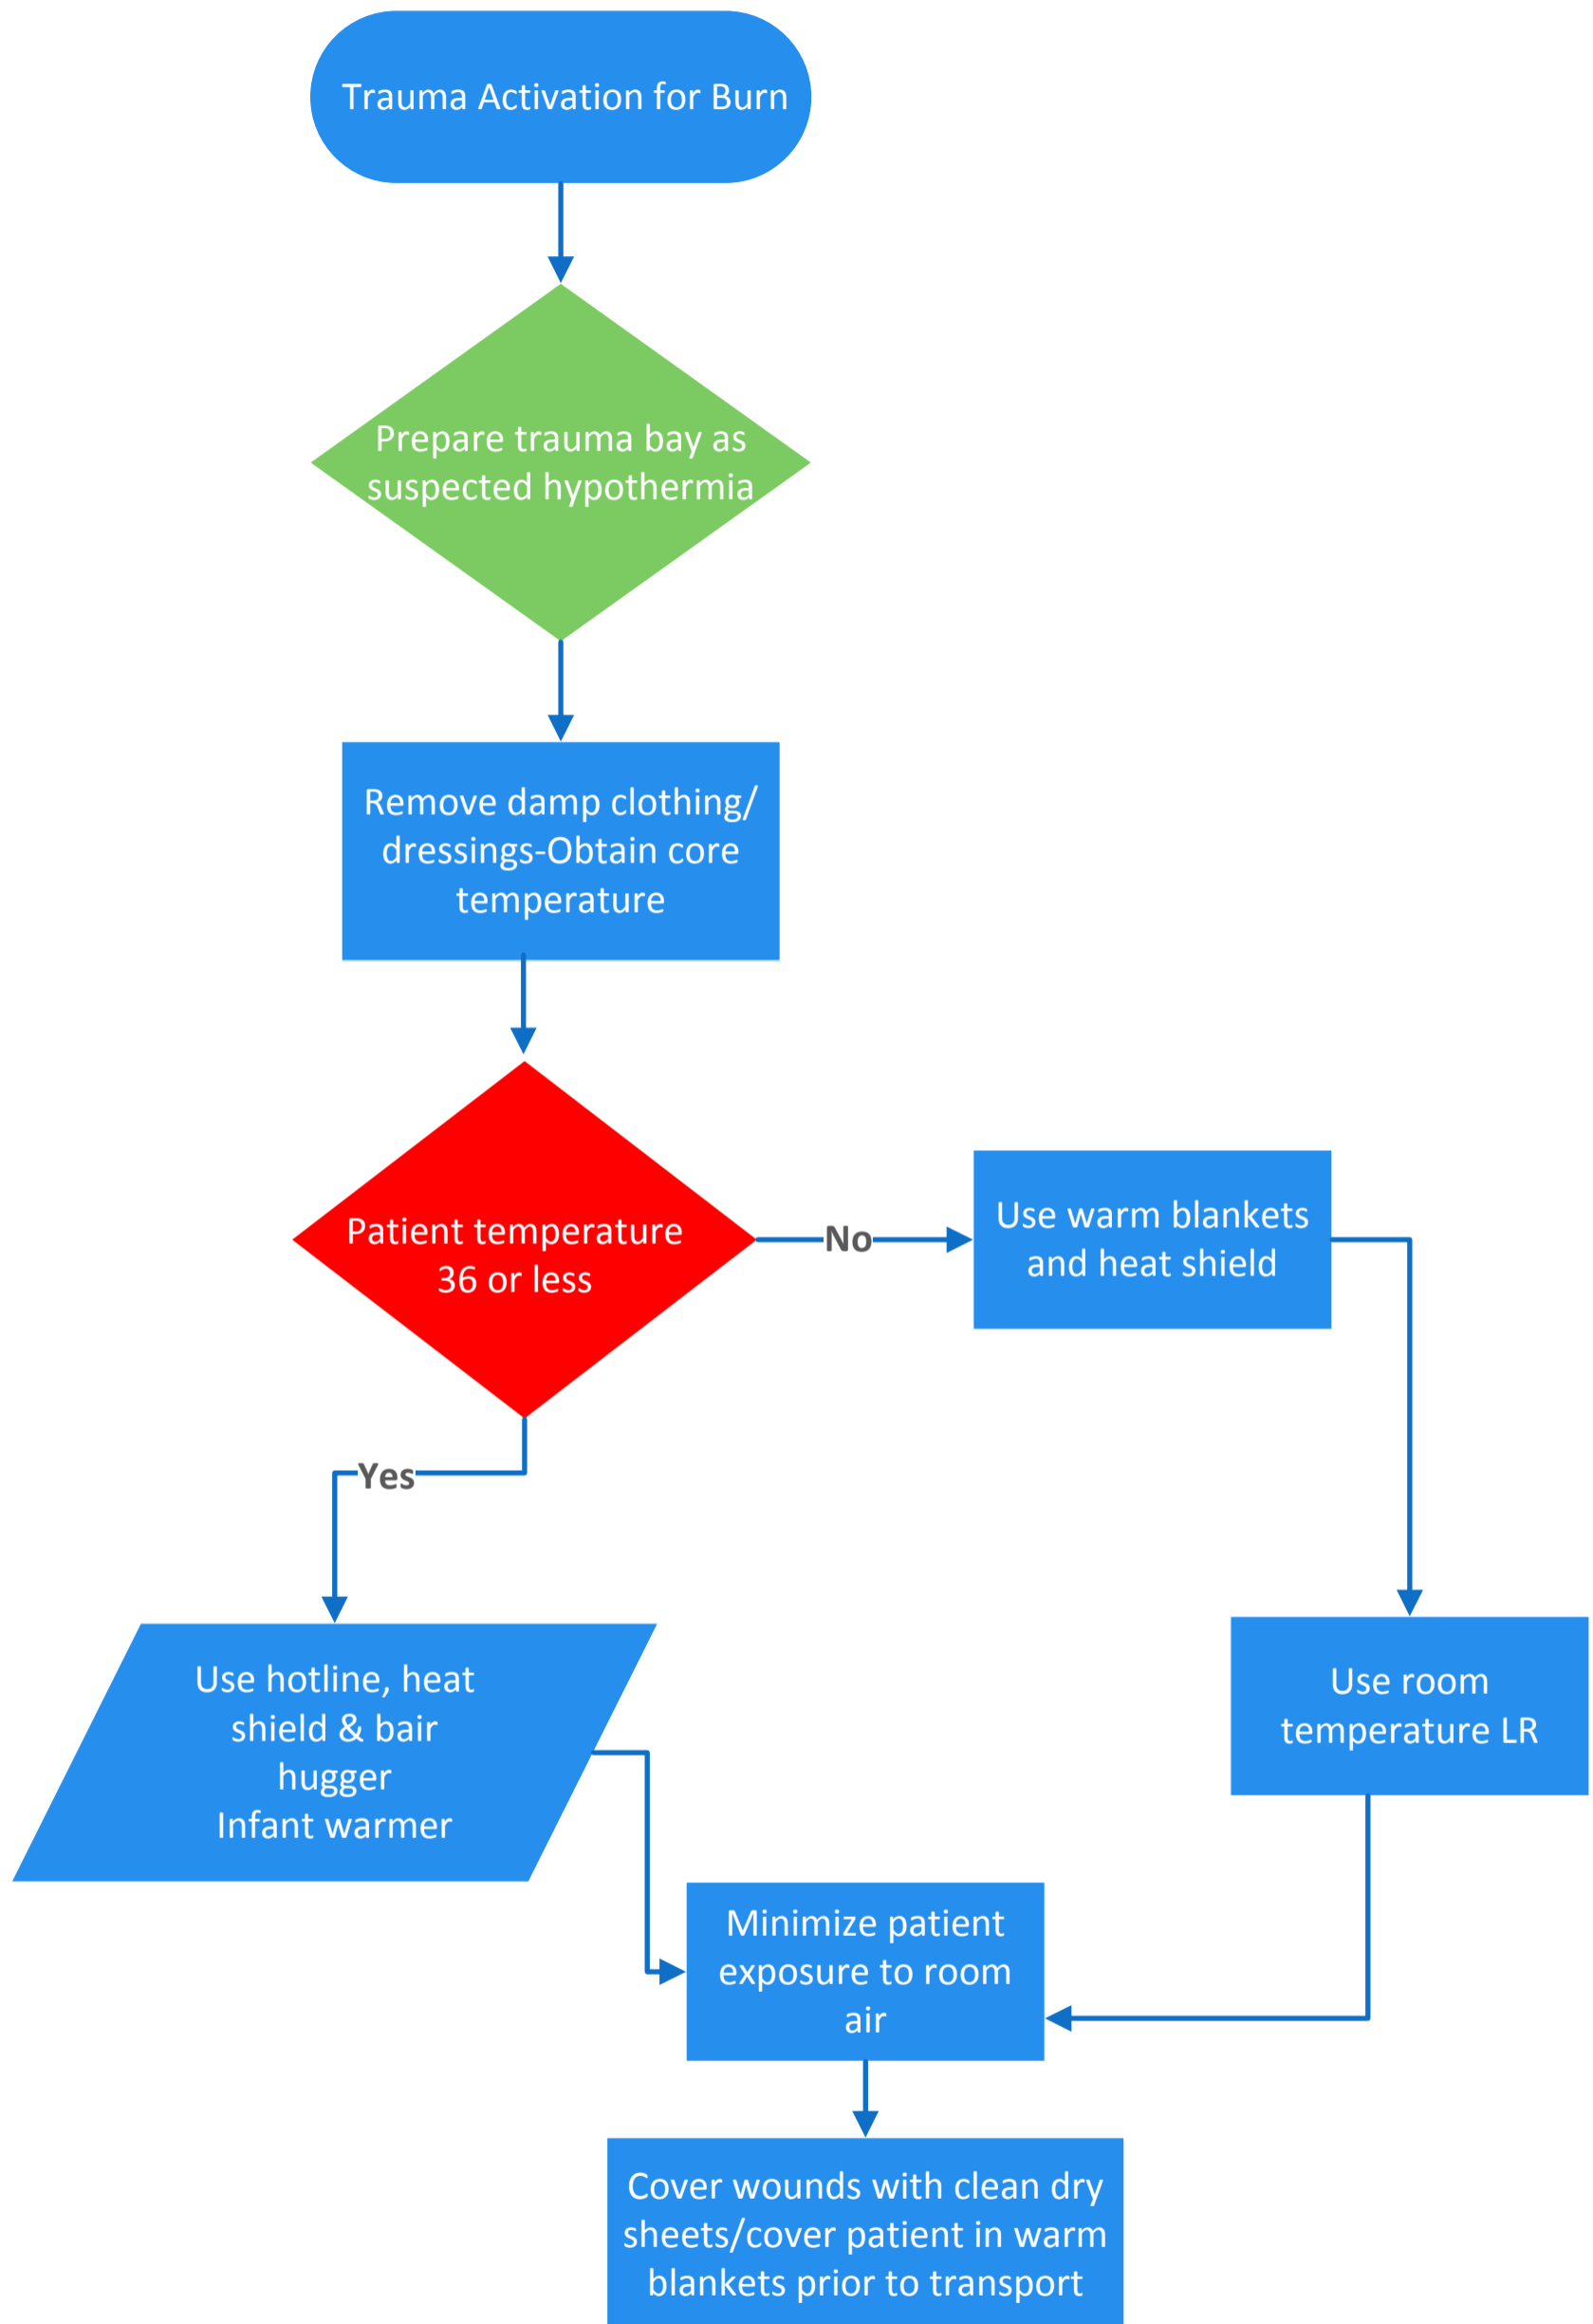 Trauma Activation for Burn
Prepare trauma bay as
suspected hypothermia
Remove damp clothing/
dressings-Obtain core
temperature
Patient temperature
36 or less
No
Use warm blankets
and heat shield
Yes
Use hotline, heat
shield & bair
hugger
Infant warmer
Use room
temperature LR
Minimize patient
exposure to room
air
Cover wounds with clean dry
sheets/cover patient in warm
blankets prior to transport